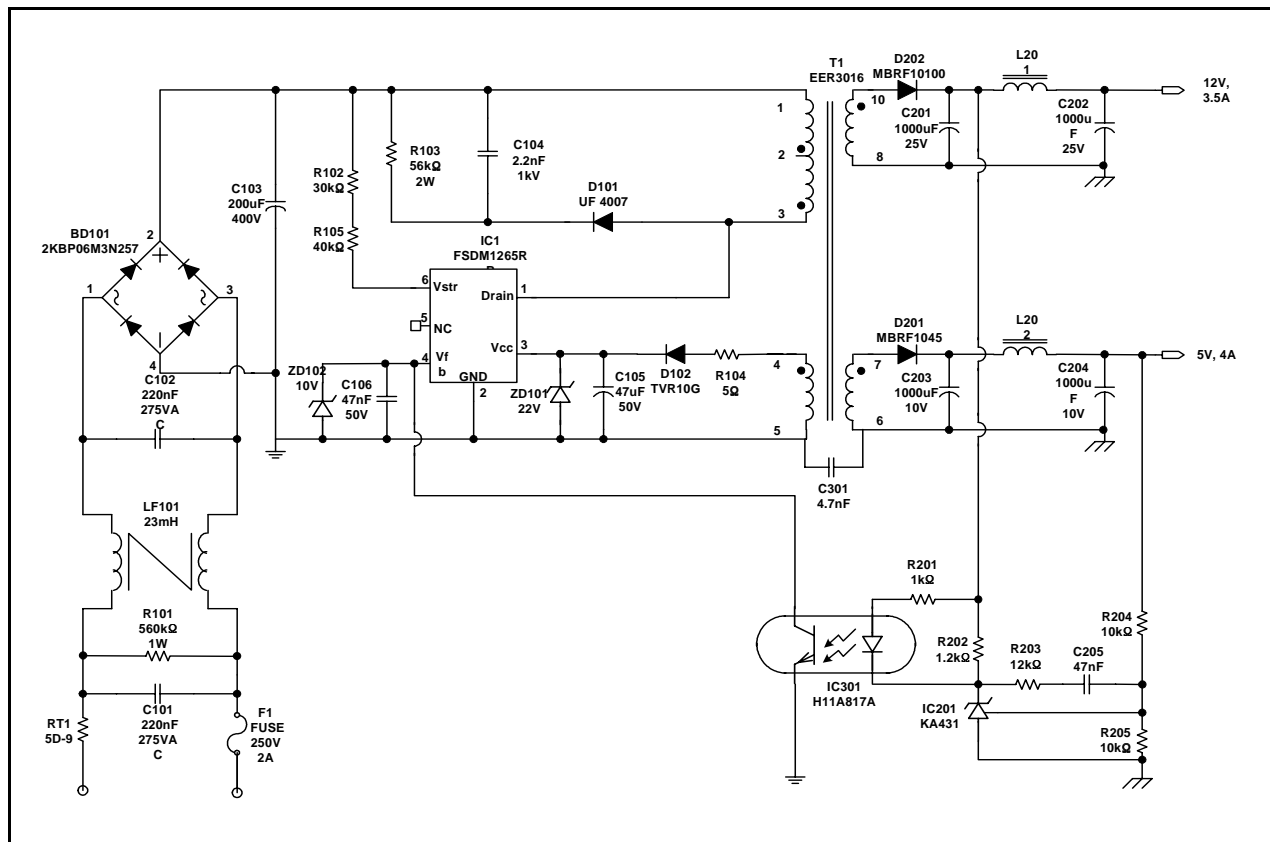 T1
EER3016
D202
MBRF10100
L20
1
12V,
3.5A
1
10
C201
1000uF
25V
C202
1000u
F
25V
R103
56kΩ
2W
C104
2.2nF
1kV
2
8
R102
30kΩ
C103
200uF
400V
D101
UF 4007
3
BD101
2KBP06M3N257
2
R105
40kΩ
IC1
FSDM1265R
1
3
6
Vstr
Drain
1
5
NC
4
Vf
b
Vcc
3
GND
2
4
C102
220nF
275VA
C
ZD102
10V
C106
47nF
50V
ZD101
22V
C105
47uF
50V
D102
TVR10G
R104
5Ω
4
7
D201
MBRF1045
L20
2
5V, 4A
C203
1000uF
10V
C204
1000u
F
10V
5
6
C301
4.7nF
LF101
23mH
R101
560kΩ
1W
R201
1kΩ
R204
10kΩ
R202
1.2kΩ
R203
12kΩ
C205
47nF
IC301
H11A817A
IC201
KA431
R205
10kΩ
RT1
5D-9
C101
220nF
275VA
C
F1
FUSE
250V
2A